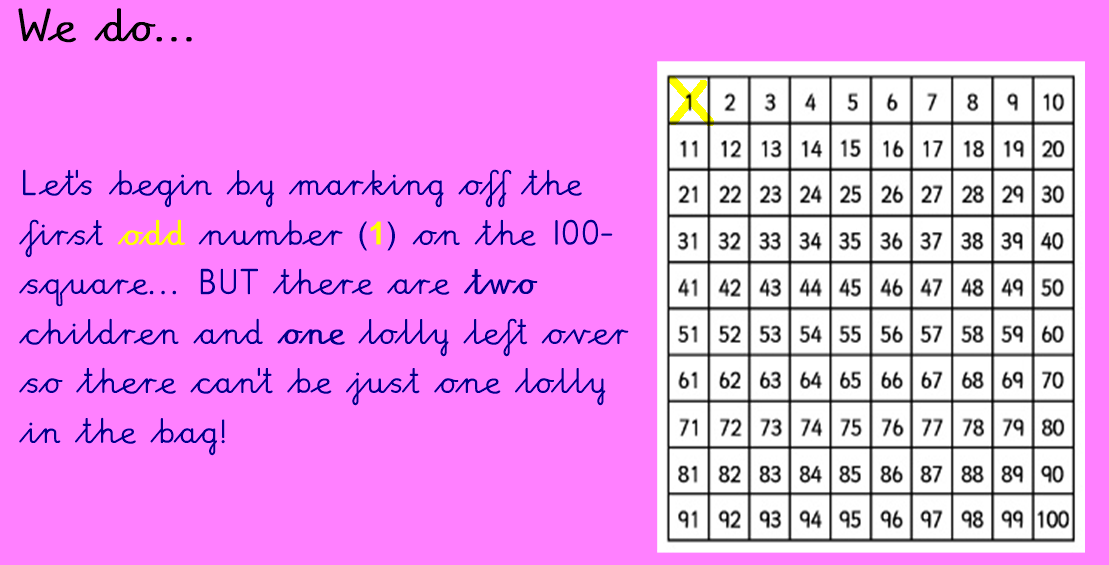 We do...
Let's begin by marking off the
first odd number (1) on the 100-
square... BUT there are two
children and one lolly left over
so there can't be just one lolly
in the bag!
1 2 3 4 5 6 7 8 9 10
11 12 13 14 15 16 17 18 19 20
21 22 23 24 25 26 27 28 29 30
31 32 33 34 35 36 37 38 39 40
41 42 43 44 45 46 47 48 49 50
51 52 53 54 55 56 57 58 59 60
61 62 63 64 65 66 67 68 69 70
71 72 73 74 75 76 77 78 79 80
81 82 83 84 85 86 87 88 89 90
91 92 93 94 95 96 97 98 99 100